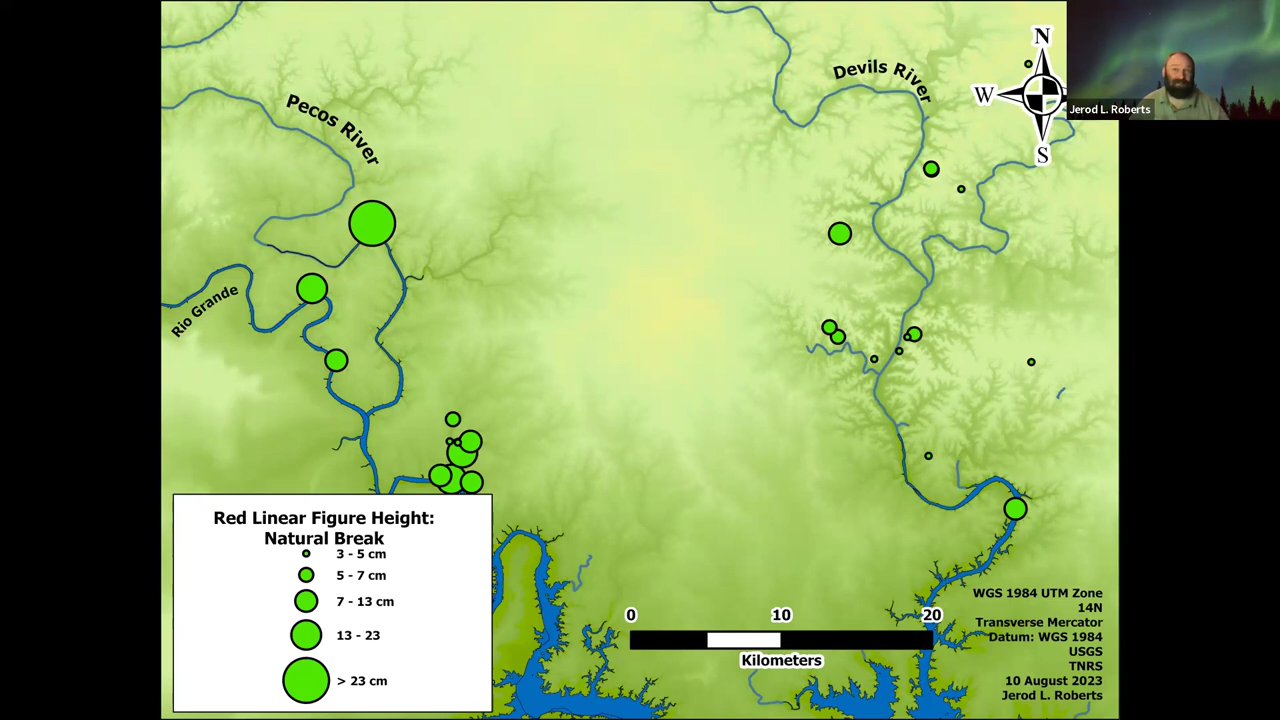 N
Devils River
W
Jerod L. Roberts
Pecos River
S
Rio Grande
Red Linear Figure Height:
Natural Break
3 - 5 cm
5 - 7 cm
7 - 13 cm
13 - 23
> 23 cm
0 10 20
Kilometers
WGS 1984 UTM Zone
14N
Transverse Mercator
Datum: WGS 1984
USGS
TNRS
10 August 2023
Jerod L. Roberts